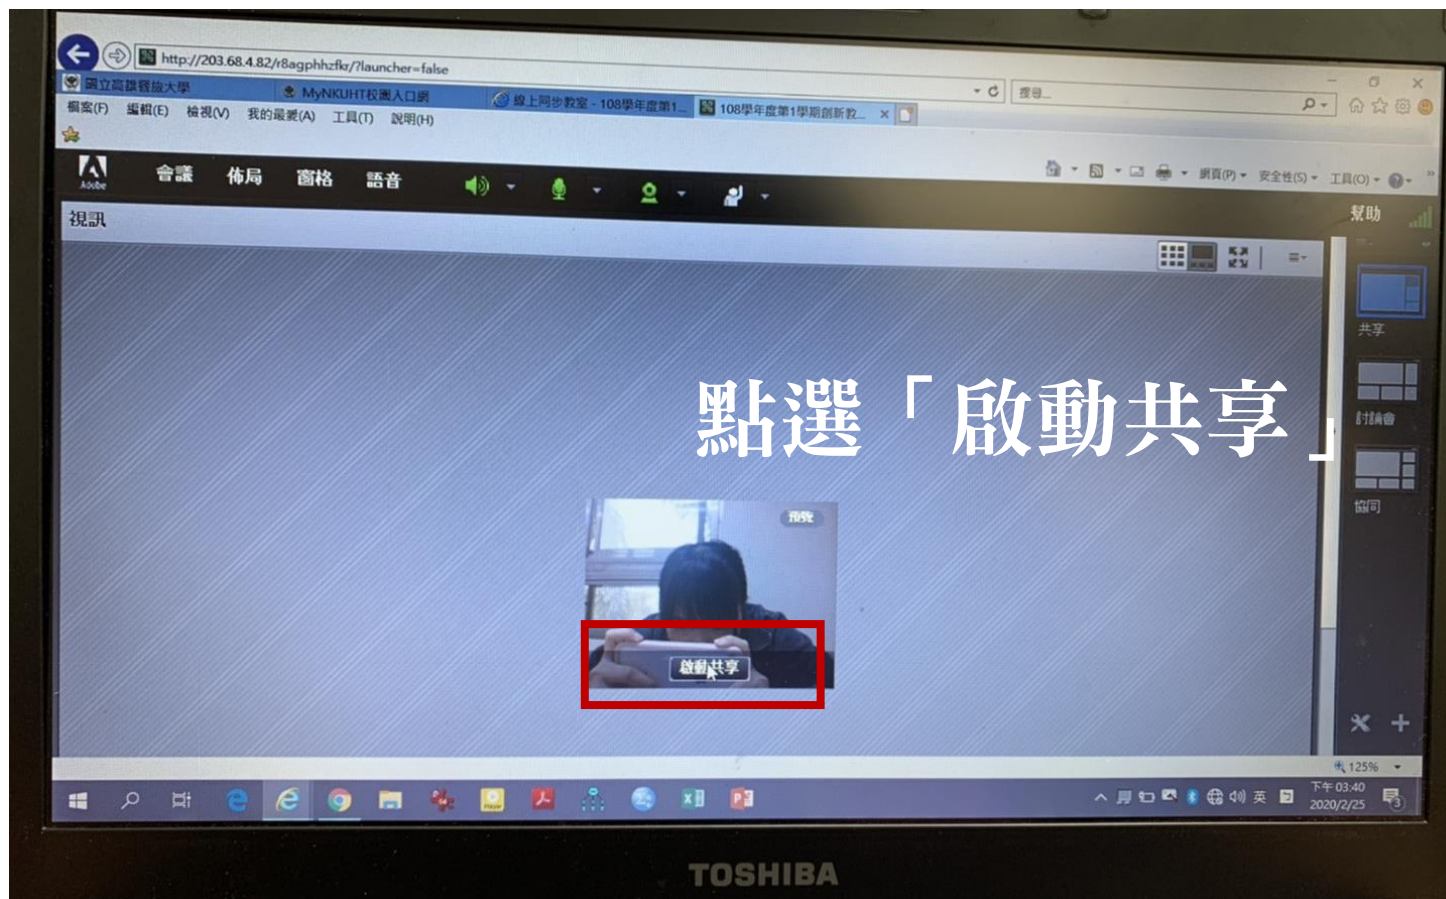 http://203.68.4.82/r8agphhzfkr/?launcher=false
搜尋...
國立高雄餐旅大學
MyNKUHT校園入口網
線上同步教室 - 108學年度第1...
108學年度第1學期創新教...
檔案(F) 編輯(E) 檢視(V) 我的最愛(A) 工具(T) 說明(H)
網頁(P) 安全性(S) 工具(O)
Adobe
會議 佈局 窗格 語音
幫助
視訊
共享
點選「啟動共享」
討論會
協同
預覽
啟動共享
125%
英
下午 03:40
2020/2/25
3
TOSHIBA